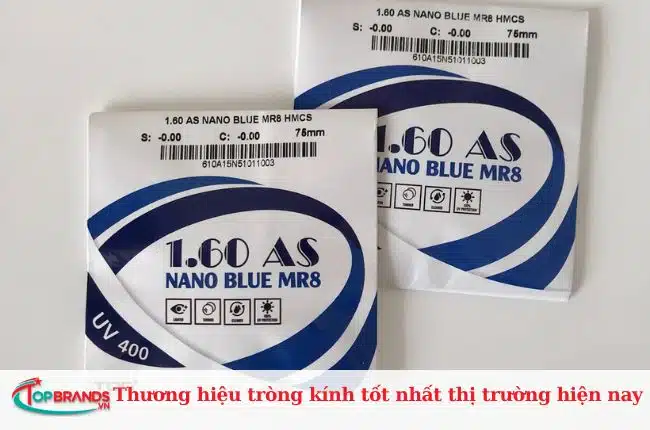 1.60 AS NANO BLUE MR8 HMCS
S: -0.00 C: -0.00 75mm
610A15N51011003
1.60 AS
NANO BLUE MR8
1.60 AS NANO BLUE MR8 HMCS
S: -0.00 C: -0.00 75mm
610A15N51011003
1.60 AS
NANO BLUE MR8
UV 400
TOPBRANDS.VN
Thương hiệu tròng kính tốt nhất thị trường hiện nay